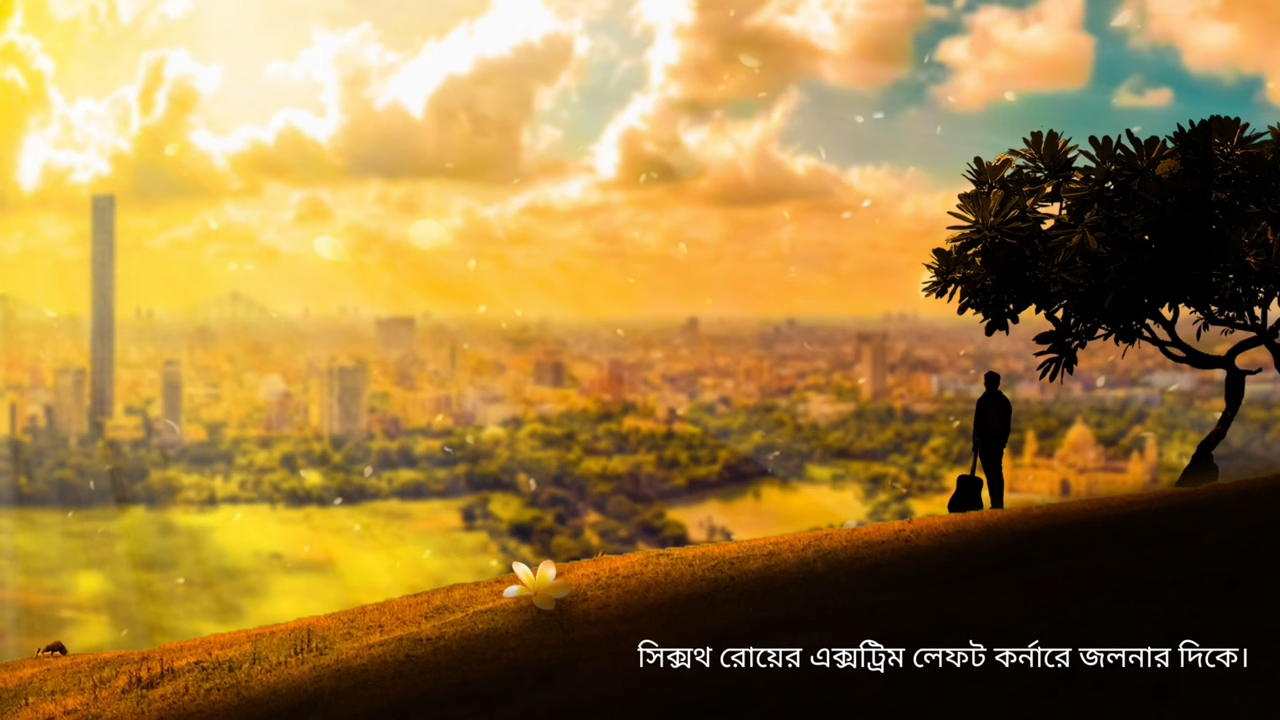 সিক্সথ রোয়ের এক্সট্রিম লেফট কর্নারে জলনার দিকে।